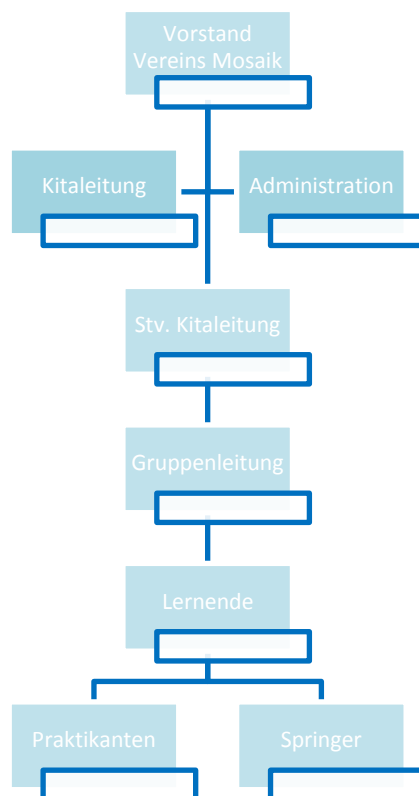 Vorstand
Vereins Mosaik
Kitaleitung
Administration
Stv. Kitaleitung
Gruppenleitung
Lernende
Praktikanten
Springer